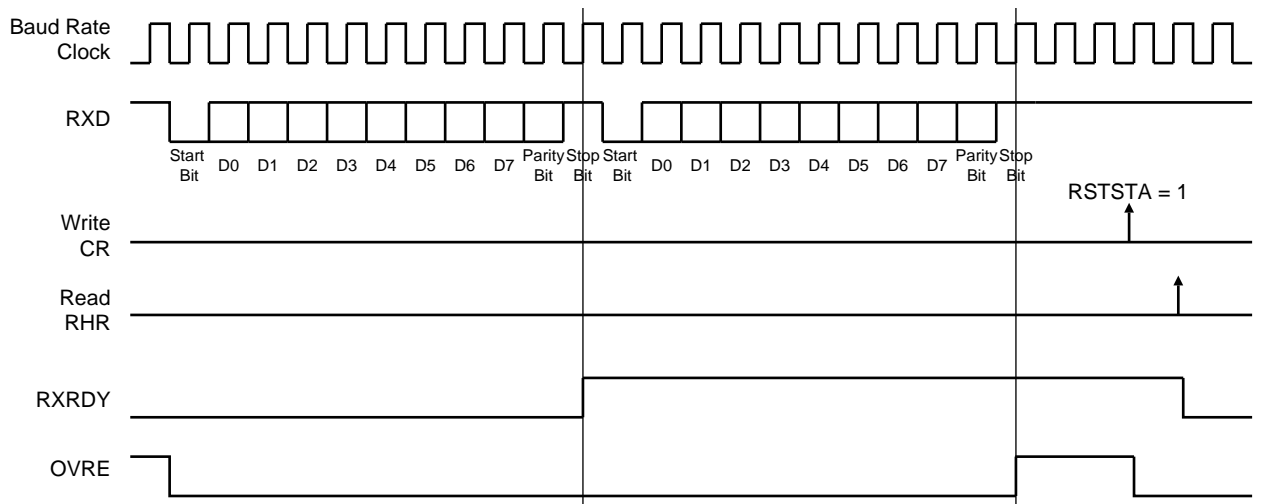 Baud Rate
Clock
RXD
Start
Bit
D0 D1 D2 D3 D4 D5 D6 D7
Parity
Bit
Stop
Bit
Start
Bit
D0 D1 D2 D3 D4 D5 D6 D7
Parity
Bit
Stop
Bit
RSTSTA = 1
Write
CR
Read
RHR
RXRDY
OVRE